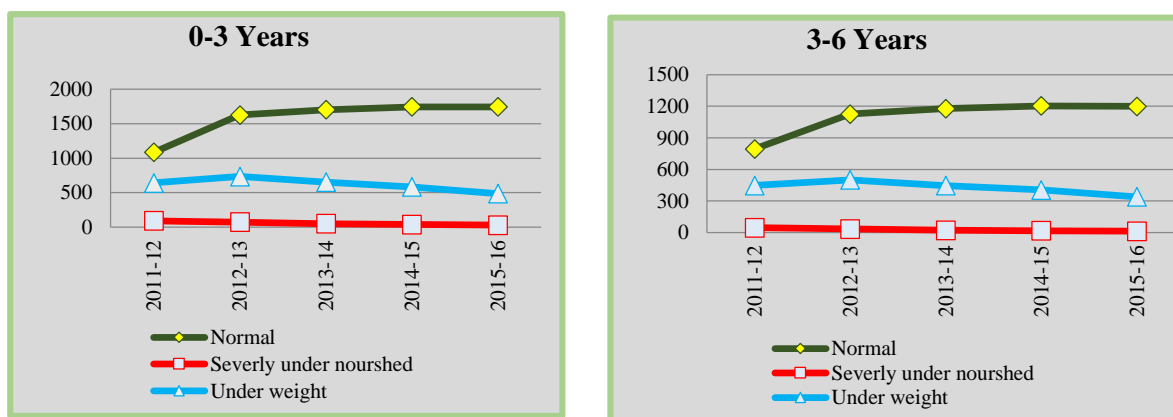 0-3 Years
2000
1500
1000
500
0
2011-12
2012-13
2013-14
2014-15
2015-16
Normal
Severly under nourshed
Under weight
3-6 Years
1500
1200
900
600
300
0
2011-12
2012-13
2013-14
2014-15
2015-16
Normal
Severly under nourshed
Under weight